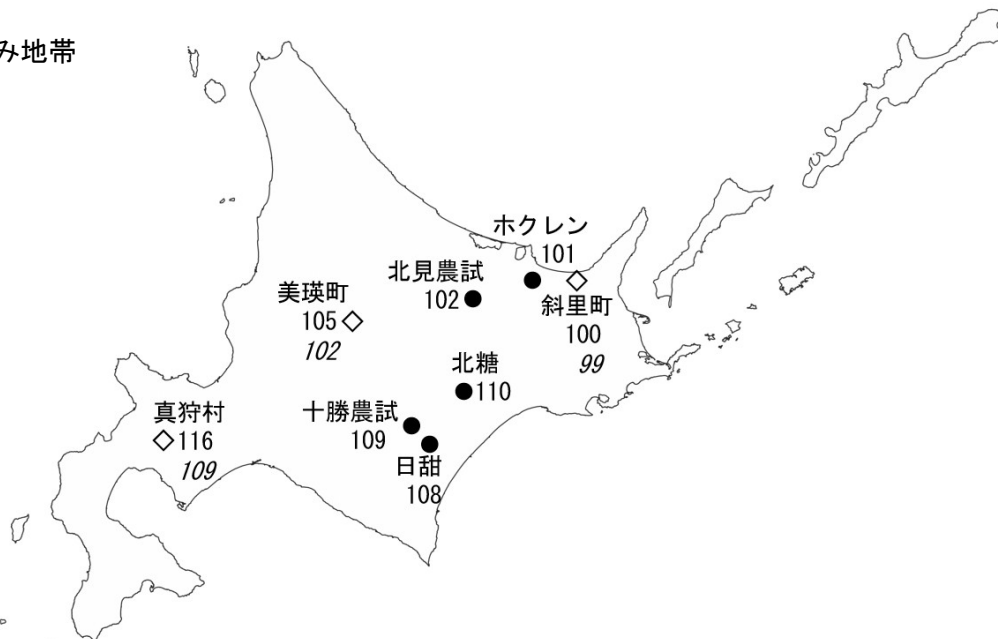 み地帯
ホクレン
101
北見農試
102
斜里町
100
99
美瑛町
105
102
北糖
110
十勝農試
109
日甜
108
真狩村
116
109